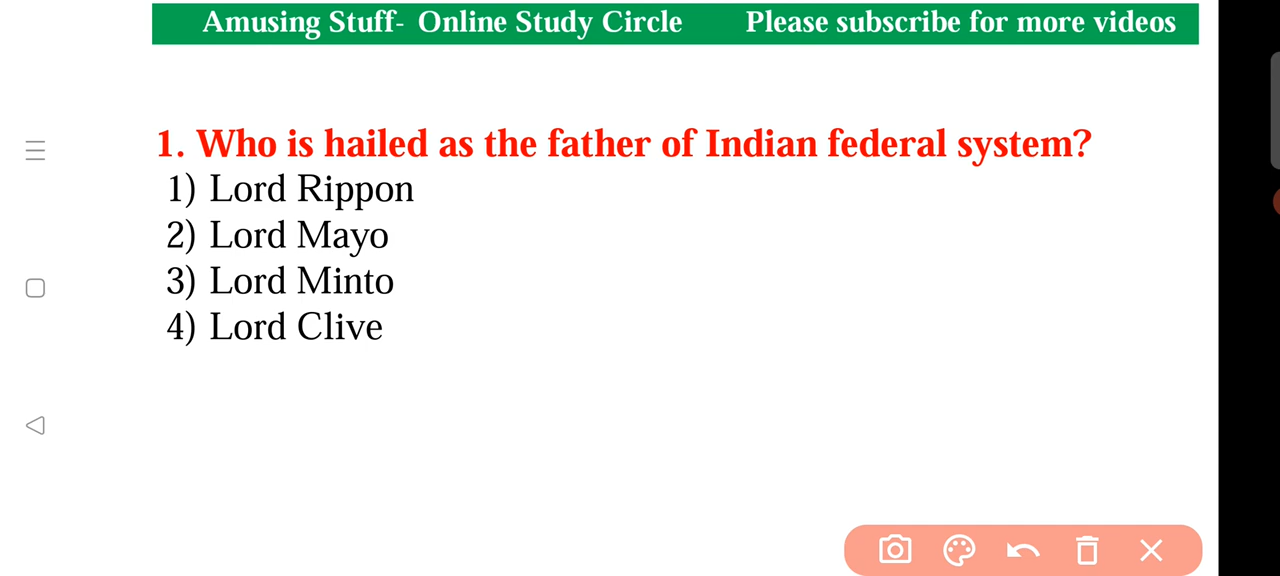 Amusing Stuff- Online Study Circle Please subscribe for more videos
1. Who is hailed as the father of Indian federal system?
1) Lord Rippon
2) Lord Mayo
3) Lord Minto
4) Lord Clive